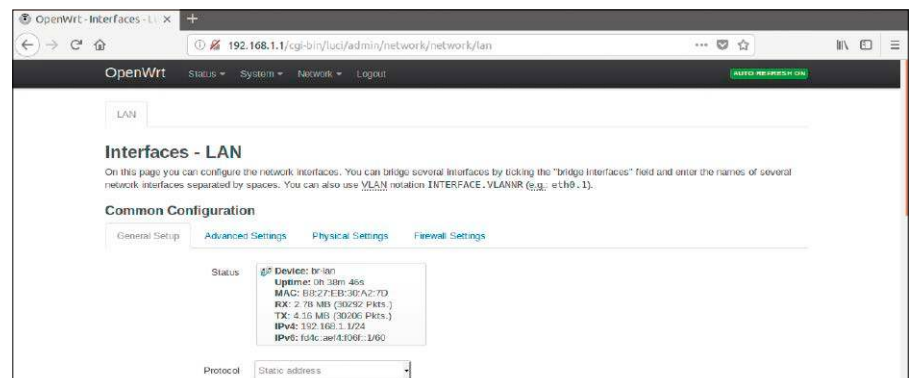 OpenWrt - Interfaces - L
192.168.1.1/cgi-bin/luci/admin/network/network/lan
OpenWrt Status System Network Logout AUTO REFRESH ON
LAN
Interfaces - LAN
On this page you can configure the network interfaces. You can bridge several interfaces by ticking the "bridge interfaces" field and enter the names of several
network interfaces separated by spaces. You can also use VLAN notation INTERFACE.VLANNR (e.g.: eth0.1).
Common Configuration
General Setup Advanced Settings Physical Settings Firewall Settings
Status
Device: br-lan
Uptime: 0h 38m 46s
MAC: B8:27:EB:30:A2:7D
RX: 2.78 MB (30292 Pkts.)
TX: 4.16 MB (30206 Pkts.)
IPv4: 192.168.1.1/24
IPv6: fd4c:aef4:f06f::1/60
Protocol Static address